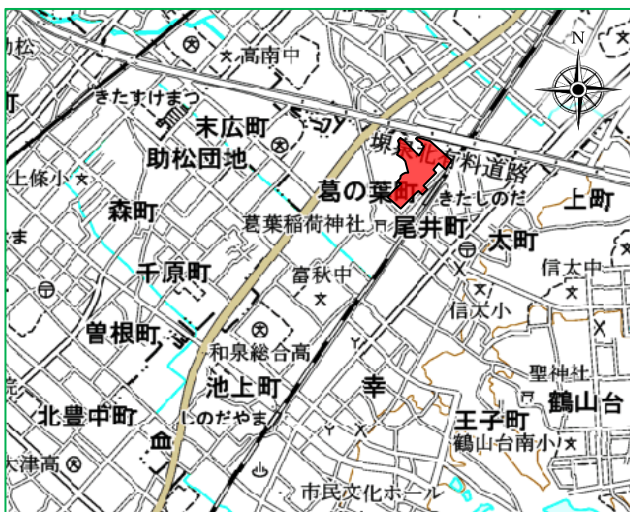 助松
高南中
N
きたすけまつ
末広町
堺泉北有料道路
助松団地
上條小
葛の葉町
きたしのだ
上町
森町
葛葉稲荷神社
尾井町
太町
千原町
富秋中
信太中
信太小
曽根町
和泉総合高
聖神社
池上町
幸
鶴山台
北豊中町
しのだやま
王子町
鶴山台南小
大津高
市民文化ホール